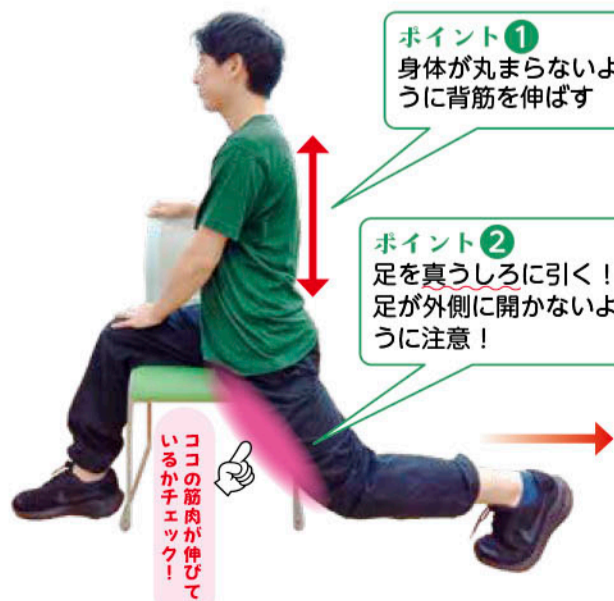 ポイント❶
身体が丸まらないよ
うに背筋を伸ばす
ポイント❷
足を真うしろに引く！
足が外側に開かないよ
うに注意！
ココの筋肉が伸びて
いるかチェック！